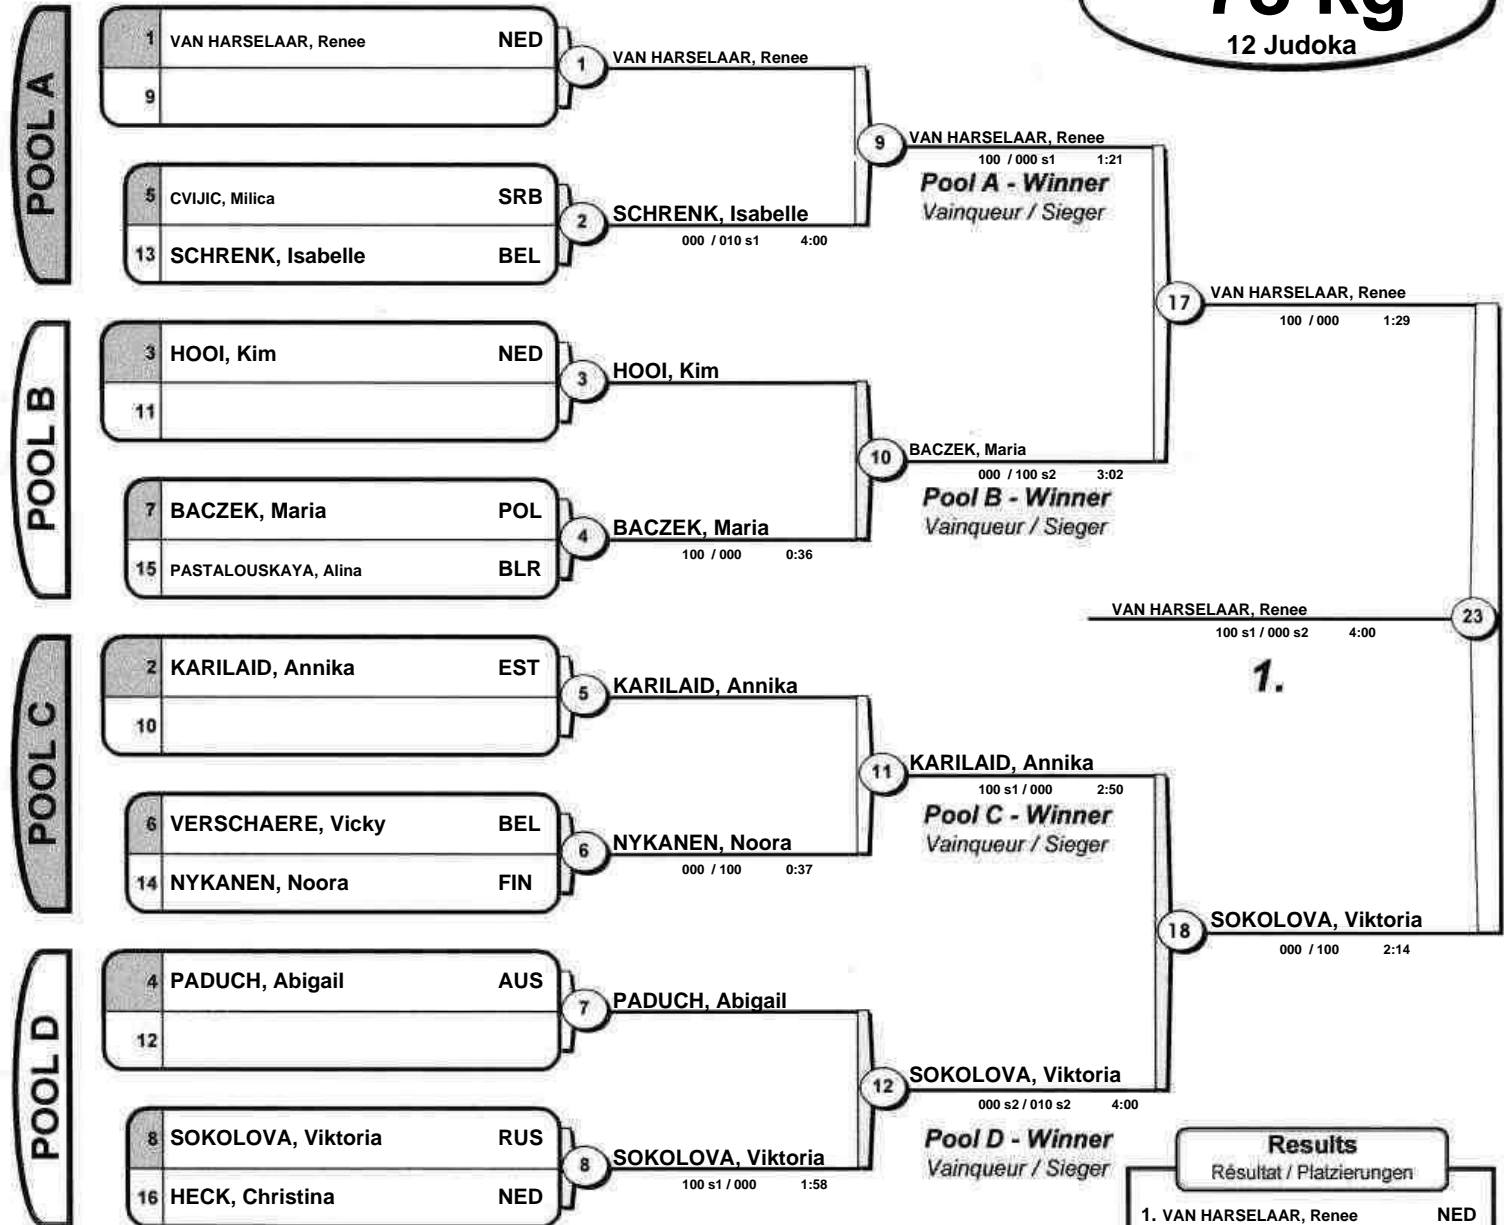 12 Judoka
POOL A
1 VAN HARSELAAR, Renee NED
9
1 VAN HARSELAAR, Renee
5 CVIJIC, Milica SRB
13 SCHRENK, Isabelle BEL
2 SCHRENK, Isabelle
000 / 010 s1 4:00
9 VAN HARSELAAR, Renee
100 / 000 s1 1:21
Pool A - Winner
Vainqueur / Sieger
POOL B
3 HOOI, Kim NED
11
3 HOOI, Kim
7 BACZEK, Maria POL
15 PASTALOUSKAYA, Alina BLR
4 BACZEK, Maria
100 / 000 0:36
10 BACZEK, Maria
000 / 100 s2 3:02
Pool B - Winner
Vainqueur / Sieger
17 VAN HARSELAAR, Renee
100 / 000 1:29
POOL C
2 KARILAID, Annika EST
10
5 KARILAID, Annika
6 VERSCHAERE, Vicky BEL
14 NYKANEN, Noora FIN
6 NYKANEN, Noora
000 / 100 0:37
11 KARILAID, Annika
100 s1 / 000 2:50
Pool C - Winner
Vainqueur / Sieger
POOL D
4 PADUCH, Abigail AUS
12
7 PADUCH, Abigail
8 SOKOLOVA, Viktoria RUS
16 HECK, Christina NED
8 SOKOLOVA, Viktoria
100 s1 / 000 1:58
12 SOKOLOVA, Viktoria
000 s2 / 010 s2 4:00
Pool D - Winner
Vainqueur / Sieger
18 SOKOLOVA, Viktoria
000 / 100 2:14
VAN HARSELAAR, Renee 23
100 s1 / 000 s2 4:00
1.
Results
Résultat / Platzierungen
1. VAN HARSELAAR, Renee NED